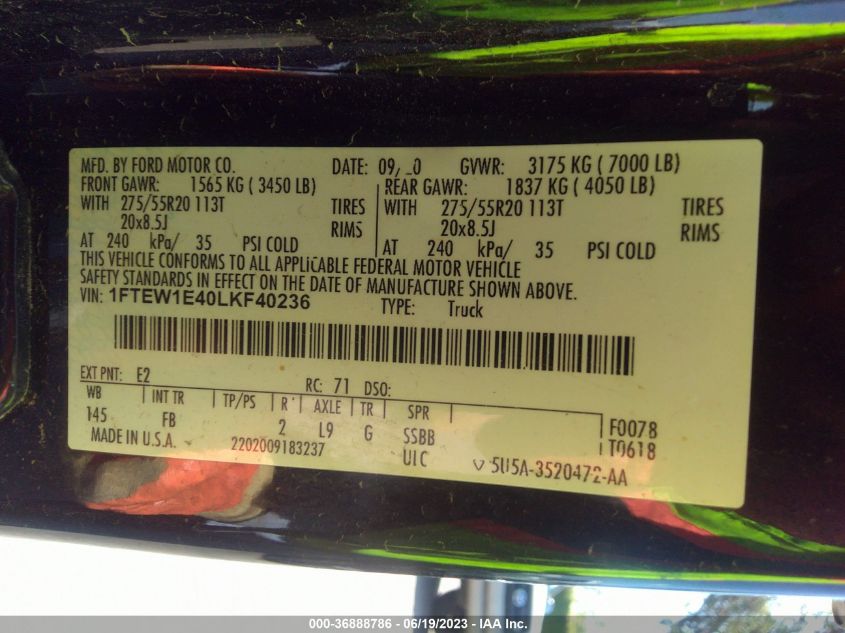 MFD. BY FORD MOTOR CO. DATE: GVWR: 3175 KG ( 7000 LB)
FRONT GAWR: 1565 KG ( 3450 LB) REAR GAWR: 1837 KG ( 4050 LB)
WITH 275/55R20 113T TIRES WITH 275/55R20 113T TIRES
20x8.5J RIMS 20x8.5J RIMS
AT 240 kPa/ 35 PSI COLD AT 240 kPa/ 35 PSI COLD
THIS VEHICLE CONFORMS TO ALL APPLICABLE FEDERAL MOTOR VEHICLE
SAFETY STANDARDS IN EFFECT ON THE DATE OF MANUFACTURE SHOWN ABOVE.
VIN: 1FTEW1E40LKF40236 TYPE: Truck
EXT PNT: E2 RC: 71 DSO:
WB INT TR TP/PS R AXLE TR SPR
145 FB 2 L9 G SSBB F0078
MADE IN U.S.A. 2202009183237 UIC T0618
5U5A-3520472-AA
000-36888786 - 06/19/2023 - © IAA, Inc.